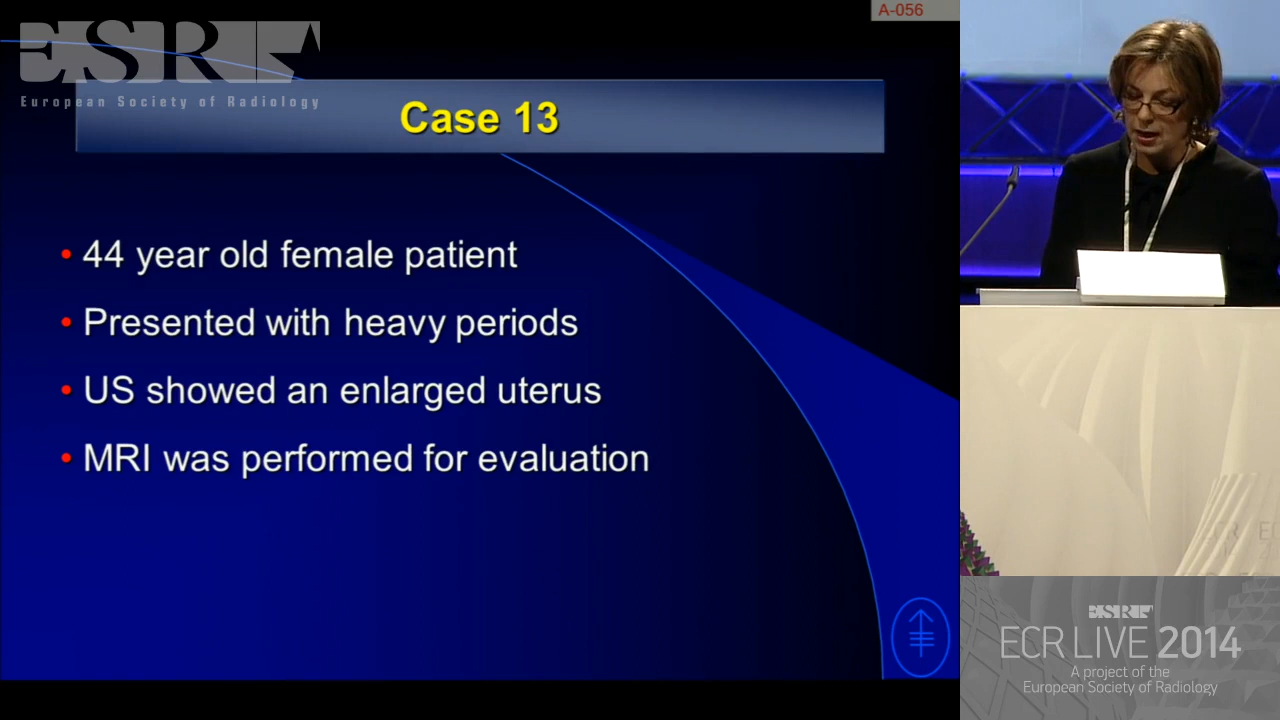 A-056
ESR
European Society of Radiology
Case 13
• 44 year old female patient
• Presented with heavy periods
• US showed an enlarged uterus
• MRI was performed for evaluation
ESR
ECR LIVE 2014
A project of the
European Society of Radiology